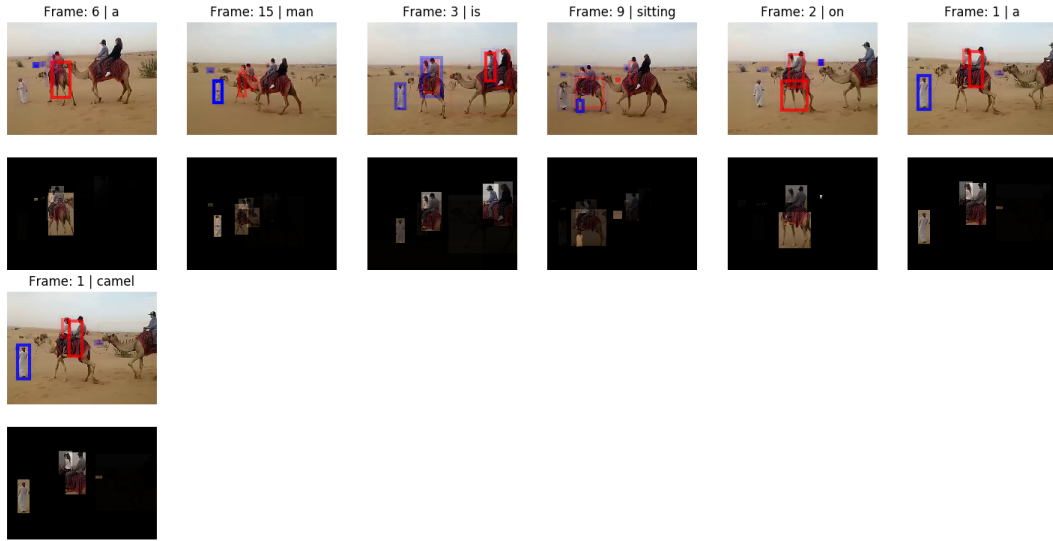 Frame: 6 | a
Frame: 15 | man
Frame: 3 | is
Frame: 9 | sitting
Frame: 2 | on
Frame: 1 | a
Frame: 1 | camel